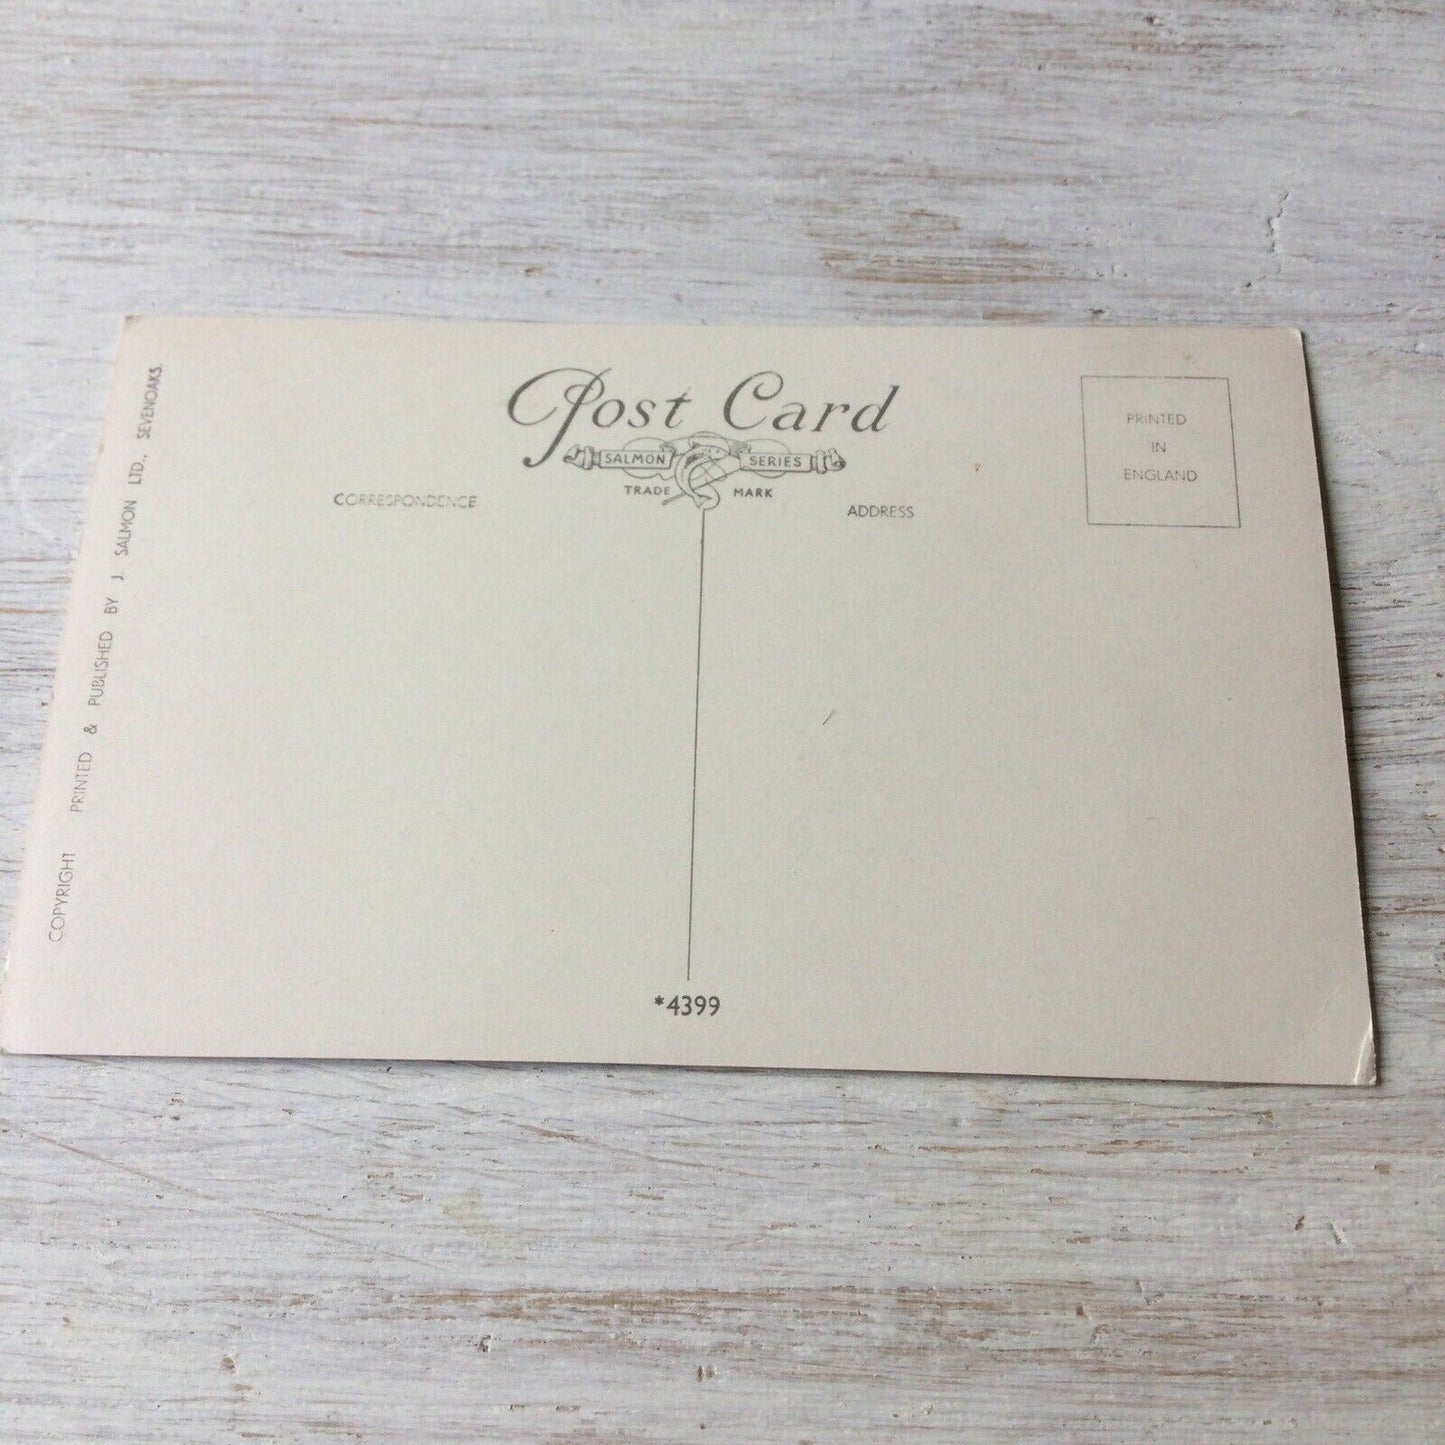 Post Card
SALMON SERIES
TRADE MARK
CORRESPONDENCE
ADDRESS
PRINTED
IN
ENGLAND
COPYRIGHT PRINTED & PUBLISHED BY J. SALMON LTD., SEVENOAKS.
*4399